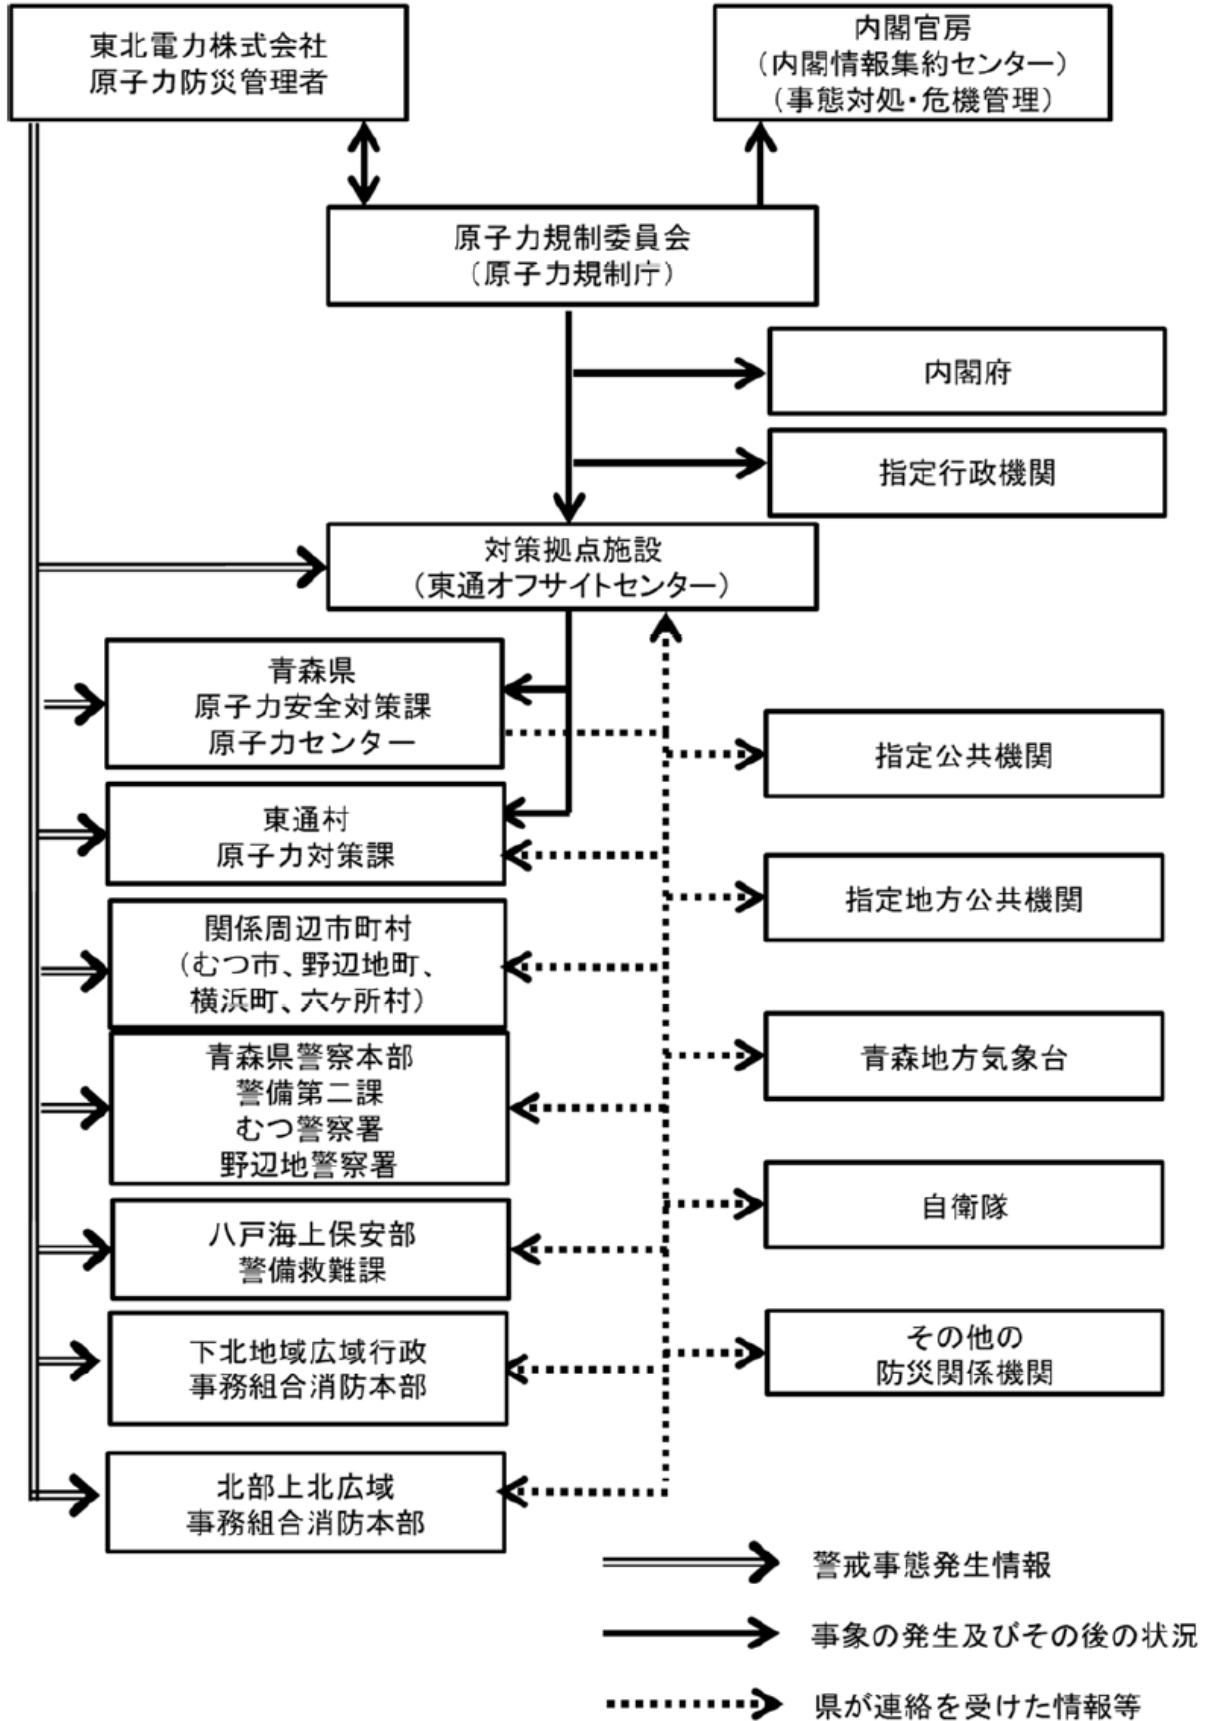 東北電力株式会社
原子力防災管理者
内閣官房
（内閣情報集約センター）
（事態対処・危機管理）
原子力規制委員会
（原子力規制庁）
内閣府
指定行政機関
対策拠点施設
（東通オフサイトセンター）
青森県
原子力安全対策課
原子力センター
指定公共機関
東通村
原子力対策課
指定地方公共機関
関係周辺市町村
（むつ市、野辺地町、
横浜町、六ヶ所村）
青森県警察本部
警備第二課
むつ警察署
野辺地警察署
青森地方気象台
自衛隊
八戸海上保安部
警備救難課
下北地域広域行政
事務組合消防本部
その他の
防災関係機関
北部上北広域
事務組合消防本部
警戒事態発生情報
事象の発生及びその後の状況
県が連絡を受けた情報等